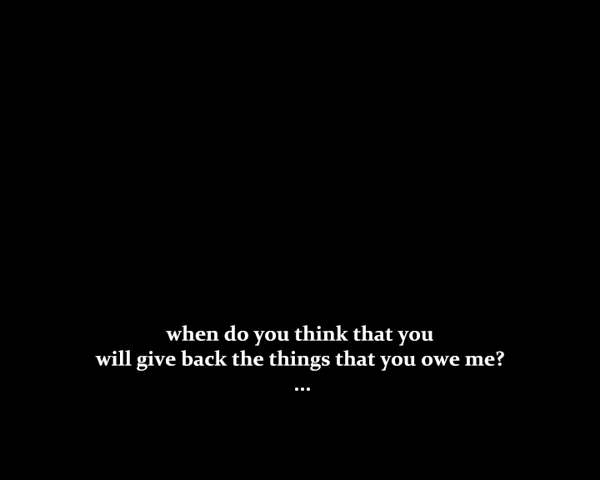 when do you think that you
will give back the things that you owe me?
...